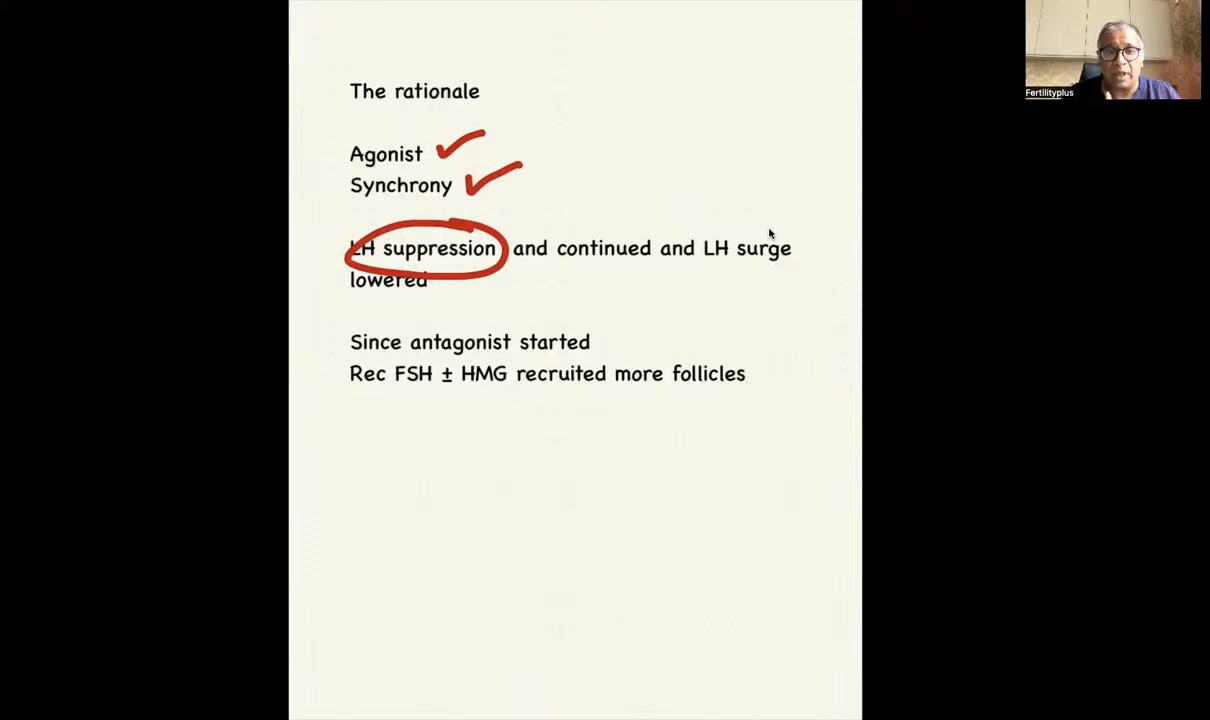 The rationale
Agonist
Synchrony
LH suppression and continued and LH surge
lowered
Since antagonist started
Rec FSH ± HMG recruited more follicles
Fertilityplus